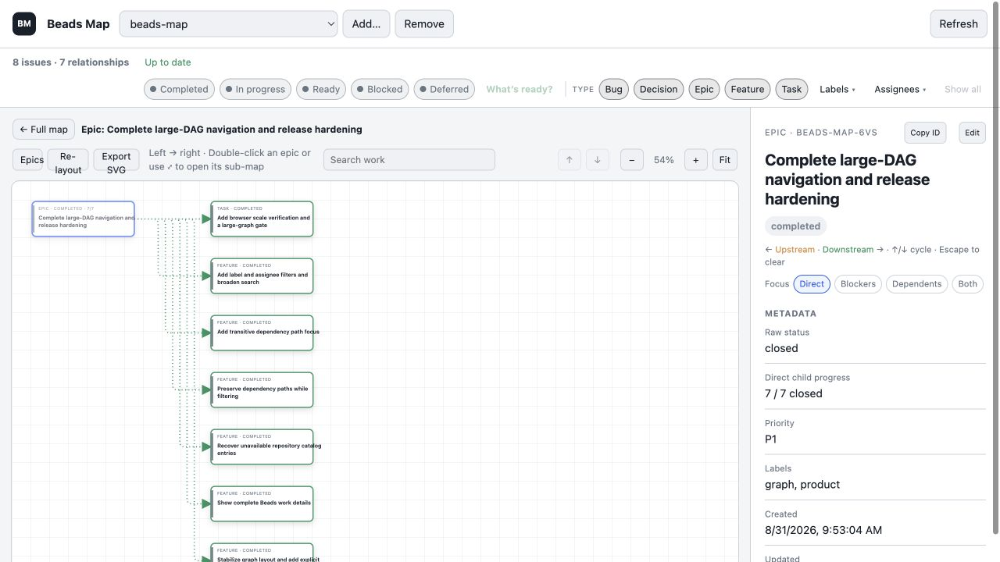 BM Beads Map beads-map Add... Remove Refresh
8 issues · 7 relationships Up to date
Completed In progress Ready Blocked Deferred What's ready? TYPE Bug Decision Epic Feature Task Labels ▾ Assignees ▾ Show all
← Full map Epic: Complete large-DAG navigation and release hardening
Epics Re-layout Export SVG
Left → right · Double-click an epic or
use ⤢ to open its sub-map
Search work ↑ ↓ − 54% + Fit
EPIC · COMPLETED · 7/7
Complete large-DAG navigation and
release hardening
TASK · COMPLETED
Add browser scale verification and
a large-graph gate
FEATURE · COMPLETED
Add label and assignee filters and
broaden search
FEATURE · COMPLETED
Add transitive dependency path focus
FEATURE · COMPLETED
Preserve dependency paths while
filtering
FEATURE · COMPLETED
Recover unavailable repository catalog
entries
FEATURE · COMPLETED
Show complete Beads work details
FEATURE · COMPLETED
Stabilize graph layout and add explicit
EPIC · BEADS-MAP-6VS Copy ID Edit
Complete large-DAG
navigation and release
hardening
completed
← Upstream · Downstream → · ↑/↓ cycle · Escape to
clear
Focus Direct Blockers Dependents Both
METADATA
Raw status
closed
Direct child progress
7 / 7 closed
Priority
P1
Labels
graph, product
Created
8/31/2026, 9:53:04 AM
Updated